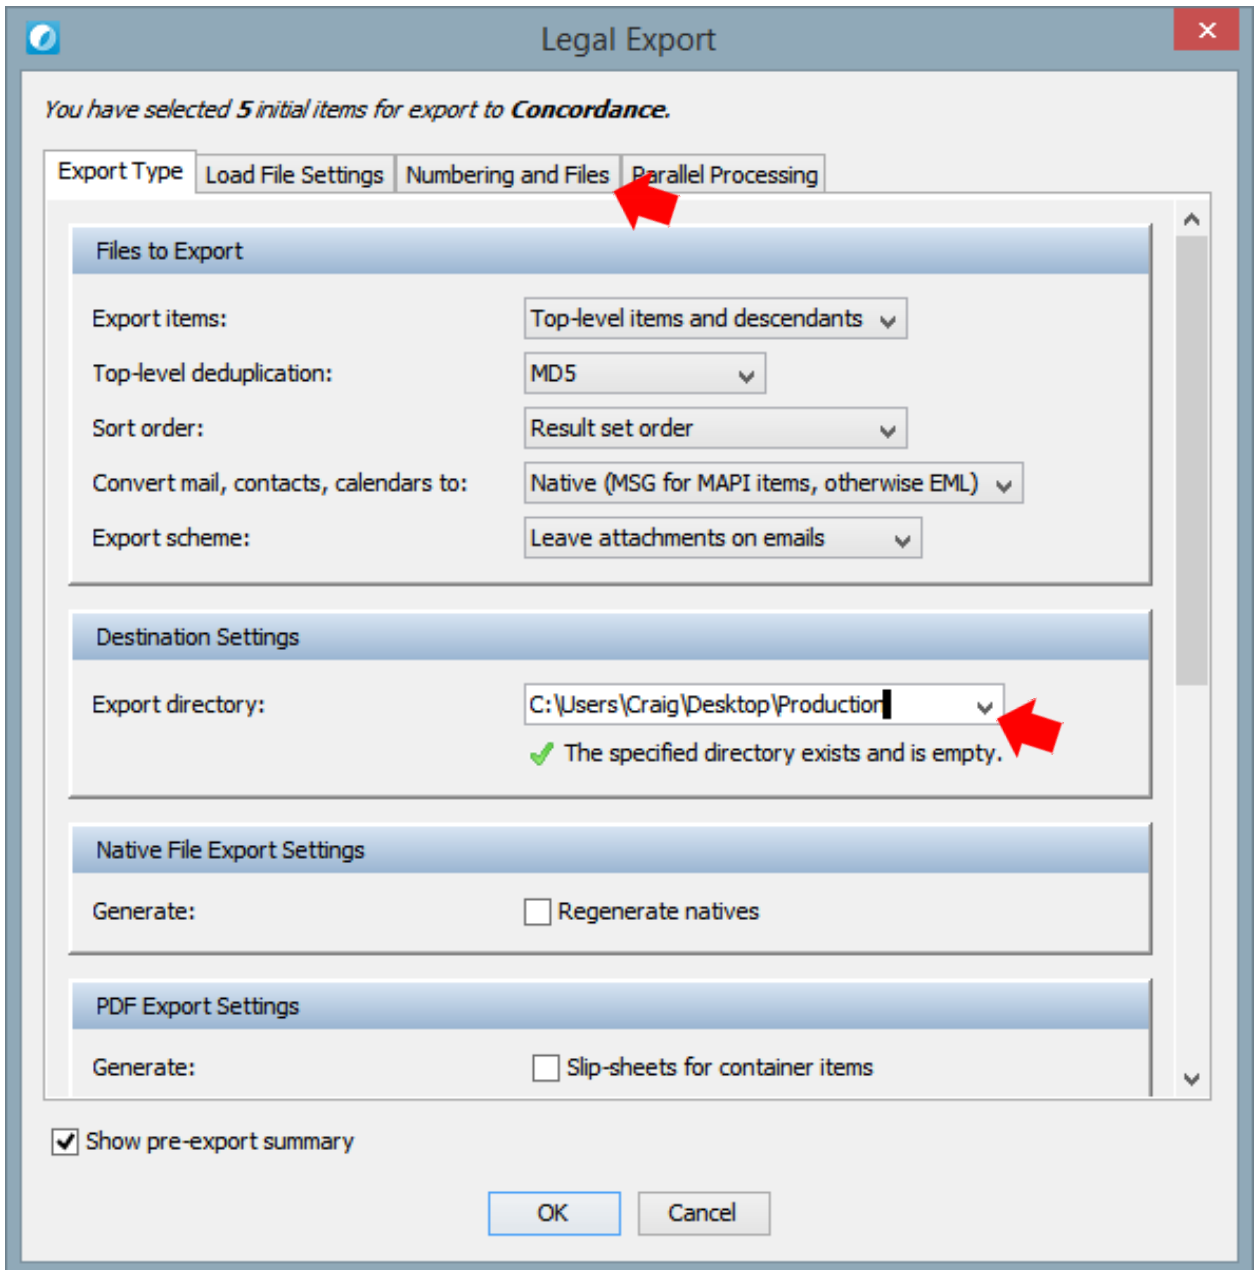 Legal Export
You have selected 5 initial items for export to Concordance.
Export Type Load File Settings Numbering and Files Parallel Processing
Files to Export
Export items: Top-level items and descendants
Top-level deduplication: MD5
Sort order: Result set order
Convert mail, contacts, calendars to: Native (MSG for MAPI items, otherwise EML)
Export scheme: Leave attachments on emails
Destination Settings
Export directory: C:\Users\Craig\Desktop\Production
The specified directory exists and is empty.
Native File Export Settings
Generate: Regenerate natives
PDF Export Settings
Generate: Slip-sheets for container items
Show pre-export summary
OK Cancel